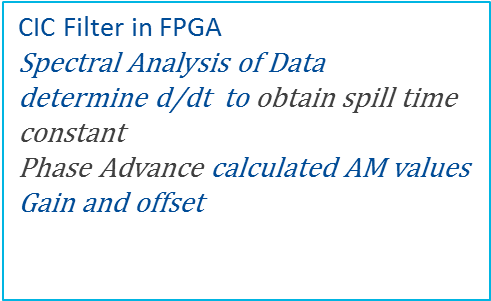 CIC Filter in FPGA
Spectral Analysis of Data
determine d/dt to obtain spill time
constant
Phase Advance calculated AM values
Gain and offset